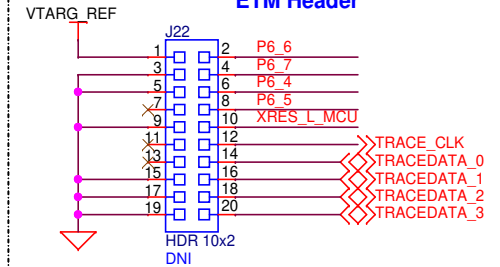 ETM Header
VTARG_REF
J22
1 2 P6_6
3 4 P6_7
5 6 P6_4
7 8 P6_5
9 10 XRES_L_MCU
11 12 TRACE_CLK
13 14 TRACEDATA_0
15 16 TRACEDATA_1
17 18 TRACEDATA_2
19 20 TRACEDATA_3
HDR 10x2
DNI